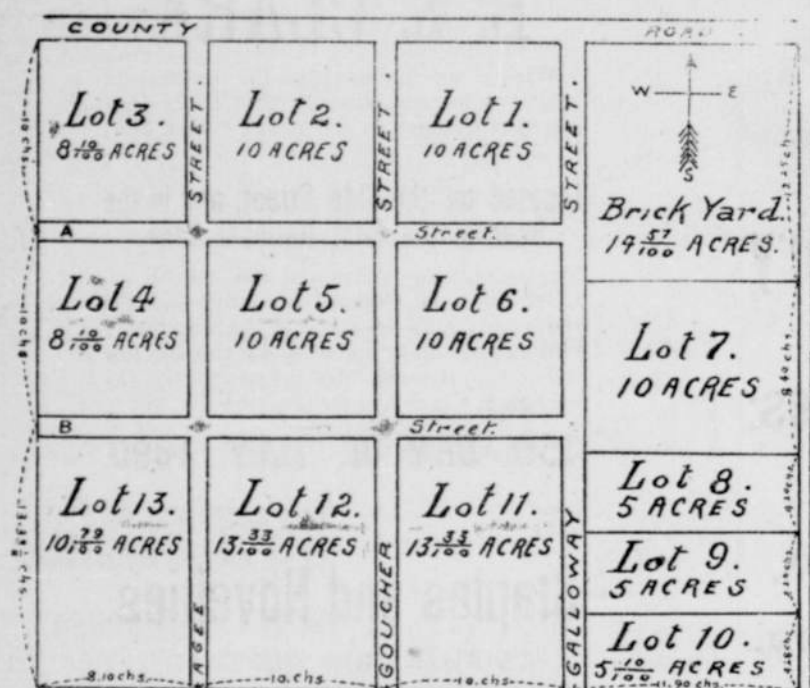 COUNTY ROAD
Lot 3.
8 10/100 ACRES
STREET
Lot 2.
10 ACRES
STREET.
Lot 1.
10 ACRES
STREET.
W E
S
Brick Yard.
14 57/100 ACRES.
A Street.
Lot 4
8 10/100 ACRES
Lot 5.
10 ACRES
Lot 6.
10 ACRES
Lot 7.
10 ACRES
B Street.
Lot 13.
10 79/100 ACRES
AGEE
Lot 12.
13 33/100 ACRES
GOUCHER
Lot 11.
13 33/100 ACRES
GALLOWAY
Lot 8.
5 ACRES
Lot 9.
5 ACRES
Lot 10.
5 10/100 ACRES
8.10 chs.
10. chs
10. chs
11.90 chs.